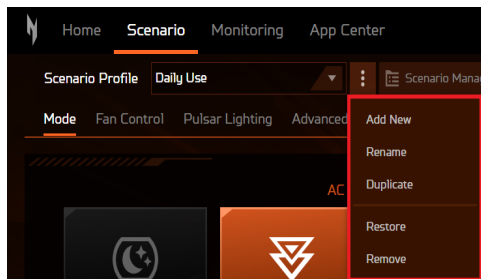 Home Scenario Monitoring App Center
Scenario Profile Daily Use Scenario Mana
Mode Fan Control Pulsar Lighting Advanced
Add New
Rename
Duplicate
AC
Restore
Remove